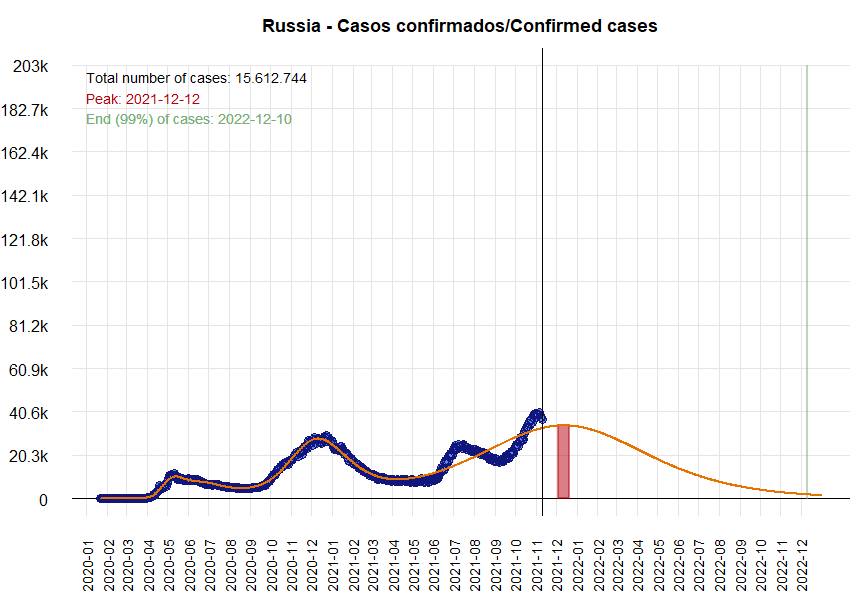 Russia - Casos confirmados/Confirmed cases
203k
182.7k
162.4k
142.1k
121.8k
101.5k
81.2k
60.9k
40.6k
20.3k
0
Total number of cases: 15.612.744
Peak: 2021-12-12
End (99%) of cases: 2022-12-10
2020-01
2020-02
2020-03
2020-04
2020-05
2020-06
2020-07
2020-08
2020-09
2020-10
2020-11
2020-12
2021-01
2021-02
2021-03
2021-04
2021-05
2021-06
2021-07
2021-08
2021-09
2021-10
2021-11
2021-12
2022-01
2022-02
2022-03
2022-04
2022-05
2022-06
2022-07
2022-08
2022-09
2022-10
2022-11
2022-12